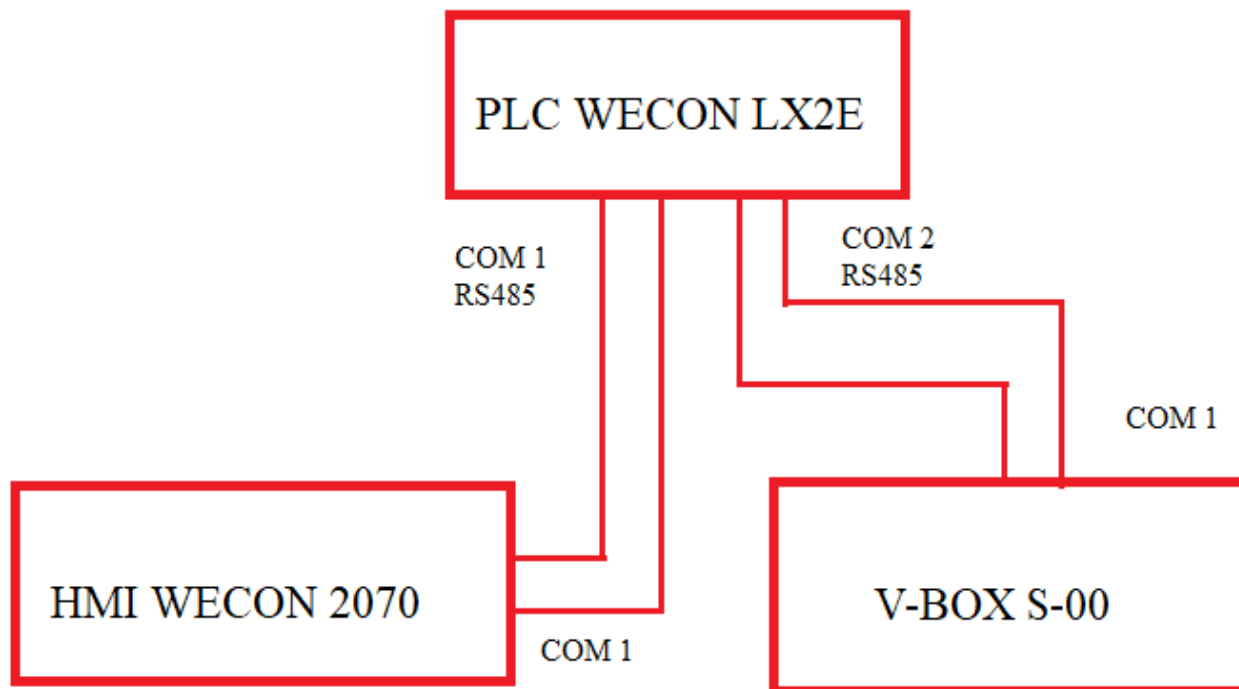 PLC WECON LX2E
COM 1
RS485
COM 2
RS485
COM 1
HMI WECON 2070
COM 1
V-BOX S-00